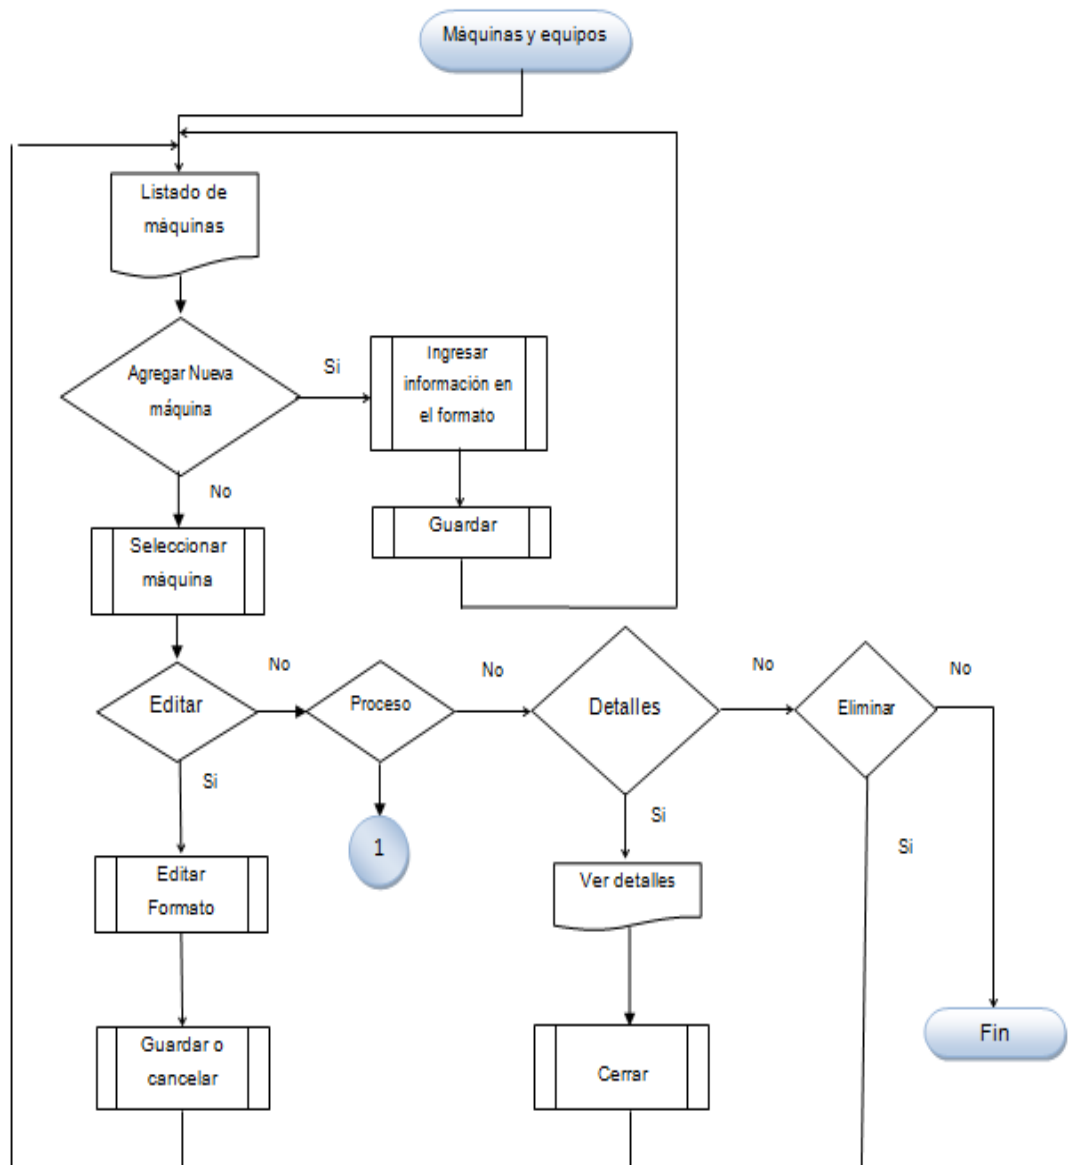 Máquinas y equipos
Listado de
máquinas
Agregar Nueva
máquina
Si
Ingresar
información en
el formato
No
Guardar
Seleccionar
máquina
Editar
No
Proceso
No
Detalles
No
Eliminar
No
Si
1
Si
Si
Editar
Formato
Ver detalles
Guardar o
cancelar
Cerrar
Fin